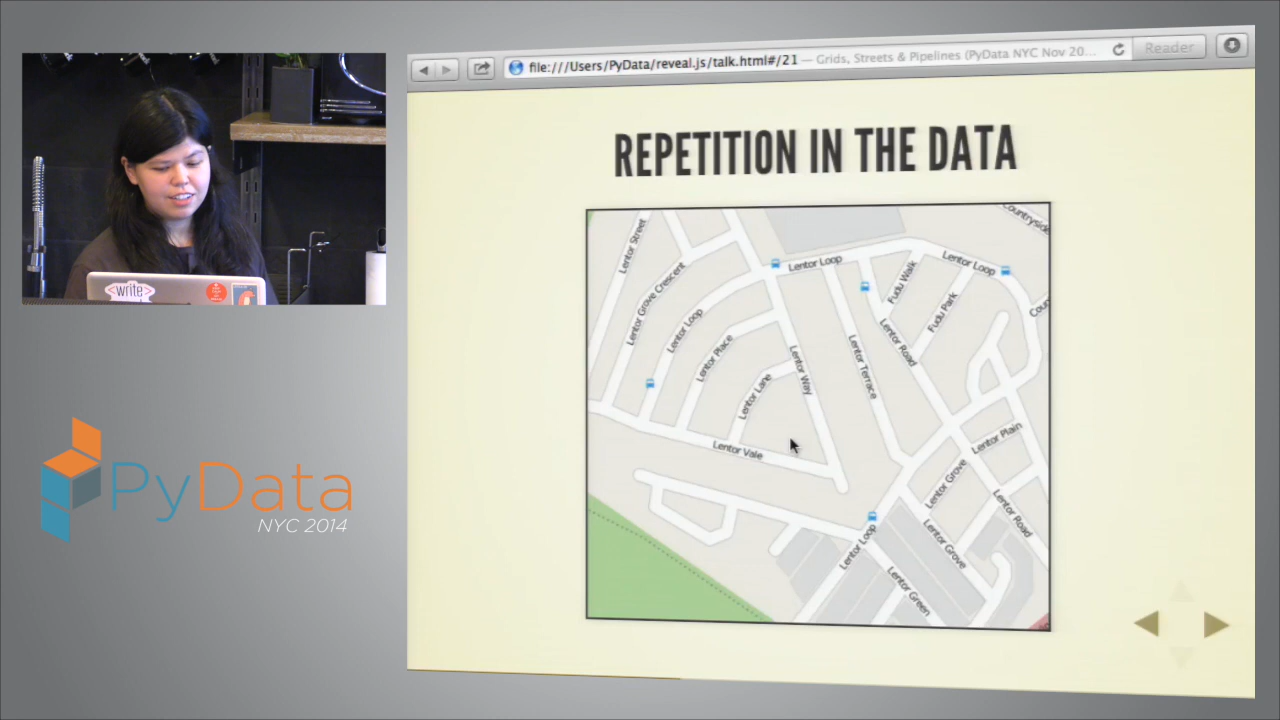 file:///Users/PyData/reveal.js/talk.html#/21 — Grids, Streets & Pipelines (PyData NYC Nov 20...
Reader
REPETITION IN THE DATA
Lentor Street
Lentor Grove Crescent
Lentor Loop
Lentor Place
Lentor Lane
Lentor Way
Lentor Vale
Lentor Loop
Lentor Terrace
Fudu Walk
Fudu Park
Lentor Road
Lentor Loop
Countryside
Cou
Lentor Plain
Lentor Grove
Lentor Road
Lentor Grove
Lentor Loop
Lentor Green
<write>
PyData
NYC 2014